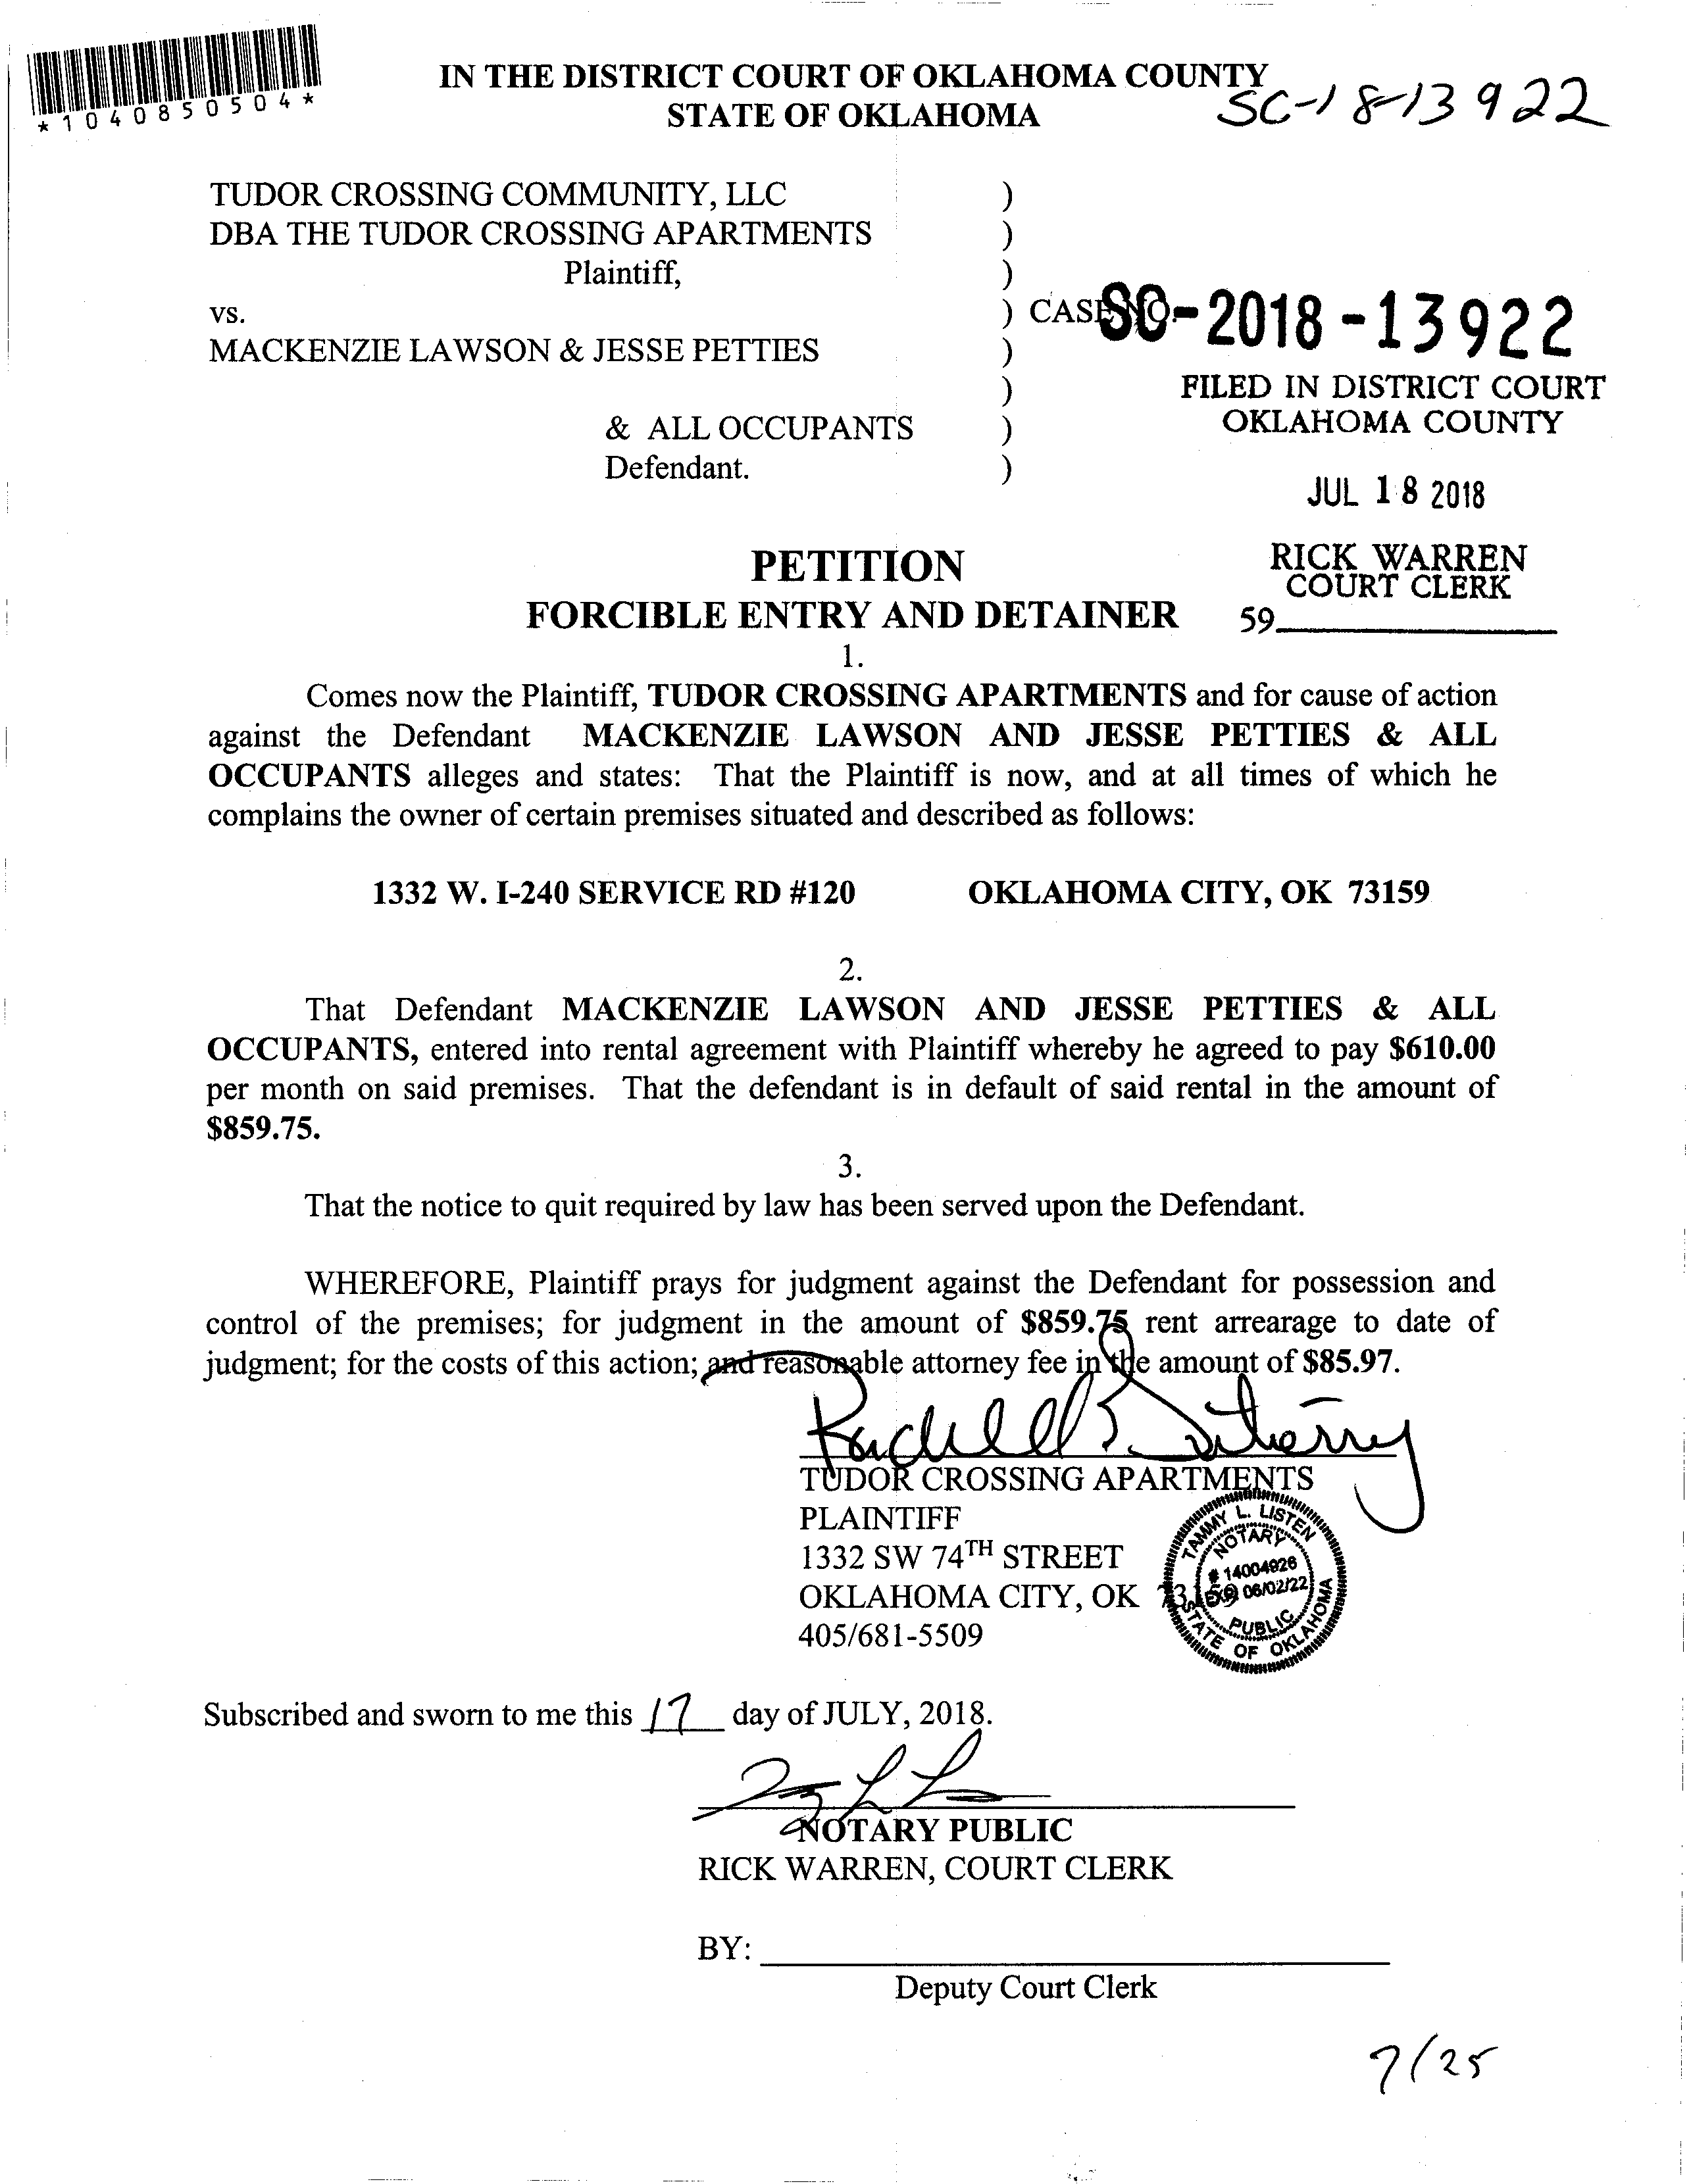 *1040850504*
IN THE DISTRICT COURT OF OKLAHOMA COUNTY
STATE OF OKLAHOMA
SC-18-13922
TUDOR CROSSING COMMUNITY, LLC )
DBA THE TUDOR CROSSING APARTMENTS )
Plaintiff, )
vs. ) CASE NO. SC-2018-13922
MACKENZIE LAWSON & JESSE PETTIES )
)
FILED IN DISTRICT COURT
& ALL OCCUPANTS )
OKLAHOMA COUNTY
Defendant. )
JUL 18 2018
PETITION
RICK WARREN
COURT CLERK
FORCIBLE ENTRY AND DETAINER
59
1.
Comes now the Plaintiff, TUDOR CROSSING APARTMENTS and for cause of action
against the Defendant MACKENZIE LAWSON AND JESSE PETTIES & ALL
OCCUPANTS alleges and states: That the Plaintiff is now, and at all times of which he
complains the owner of certain premises situated and described as follows:
1332 W. I-240 SERVICE RD #120 OKLAHOMA CITY, OK 73159
2.
That Defendant MACKENZIE LAWSON AND JESSE PETTIES & ALL
OCCUPANTS, entered into rental agreement with Plaintiff whereby he agreed to pay $610.00
per month on said premises. That the defendant is in default of said rental in the amount of
$859.75.
3.
That the notice to quit required by law has been served upon the Defendant.
WHEREFORE, Plaintiff prays for judgment against the Defendant for possession and
control of the premises; for judgment in the amount of $859.75 rent arrearage to date of
judgment; for the costs of this action; and reasonable attorney fee in the amount of $85.97.
TUDOR CROSSING APARTMENTS
PLAINTIFF
1332 SW 74TH STREET
OKLAHOMA CITY, OK 73159
405/681-5509
TAMMY L. LISTEN
NOTARY
# 14004926
EXP. 06/02/22
PUBLIC
STATE OF OKLAHOMA
Subscribed and sworn to me this 17 day of JULY, 2018.
NOTARY PUBLIC
RICK WARREN, COURT CLERK
BY:
Deputy Court Clerk
7/25